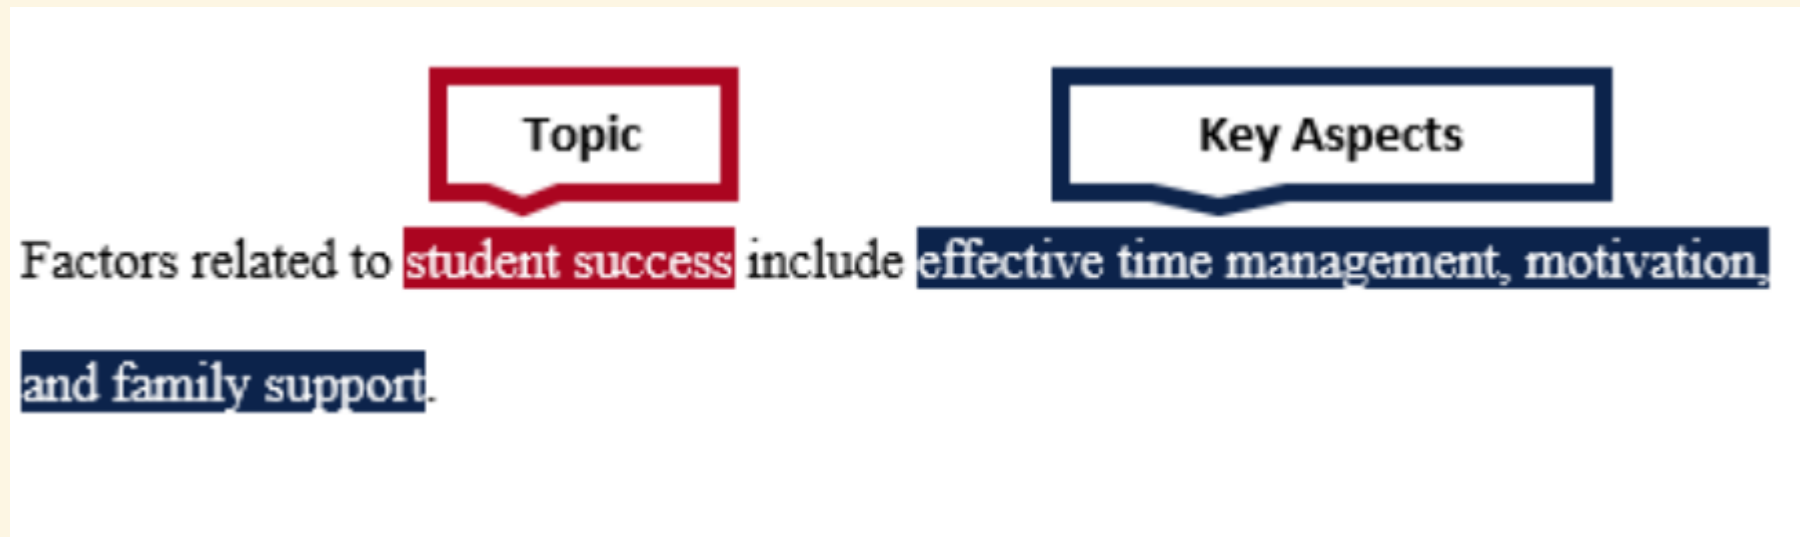 Topic
Key Aspects
Factors related to student success include effective time management, motivation,
and family support.